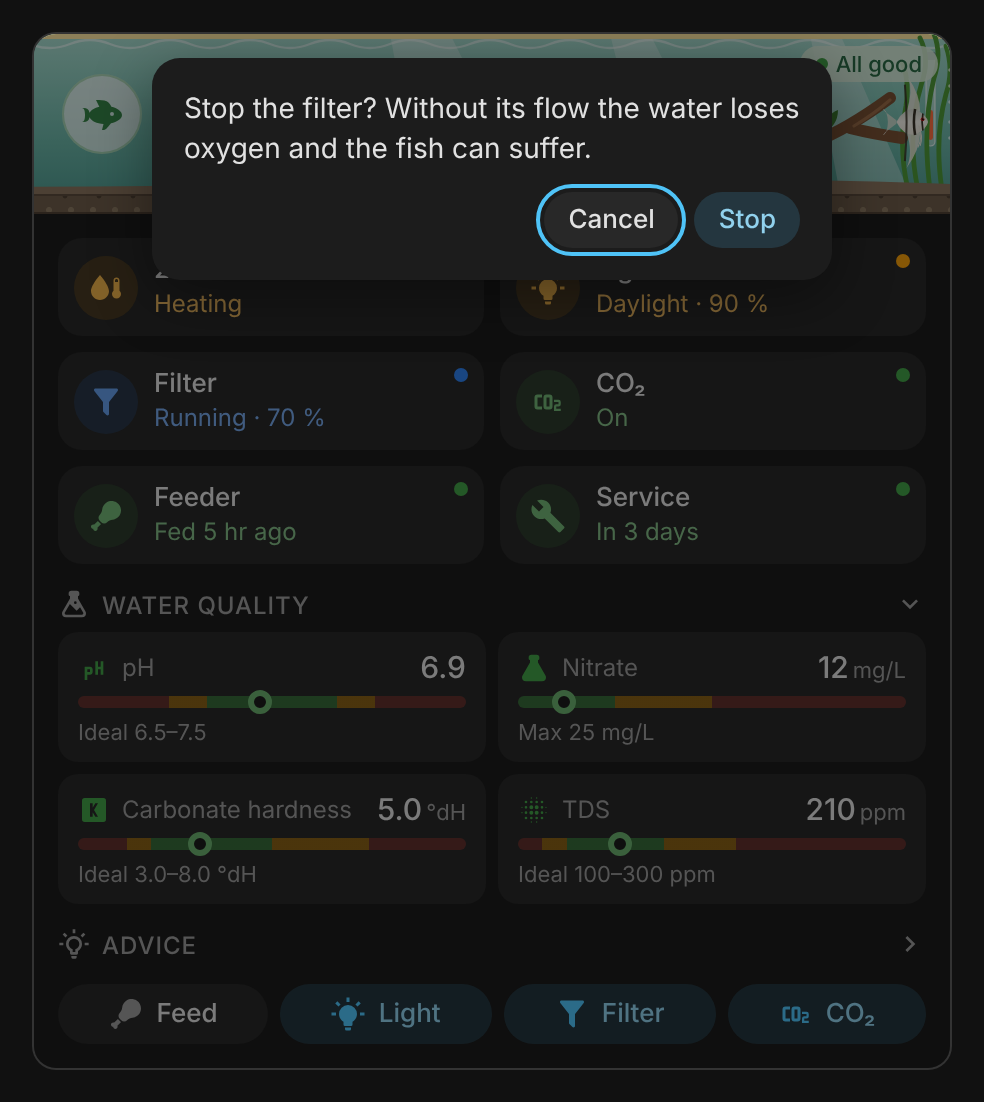 All good
Stop the filter? Without its flow the water loses
oxygen and the fish can suffer.
Cancel
Stop
Heating
Daylight · 90 %
Filter
Running · 70 %
CO₂
CO₂
On
Feeder
Fed 5 hr ago
Service
In 3 days
WATER QUALITY
pH
pH
6.9
Ideal 6.5–7.5
Nitrate
12 mg/L
Max 25 mg/L
K
Carbonate hardness
5.0 °dH
Ideal 3.0–8.0 °dH
TDS
210 ppm
Ideal 100–300 ppm
ADVICE
Feed
Light
Filter
CO₂
CO₂